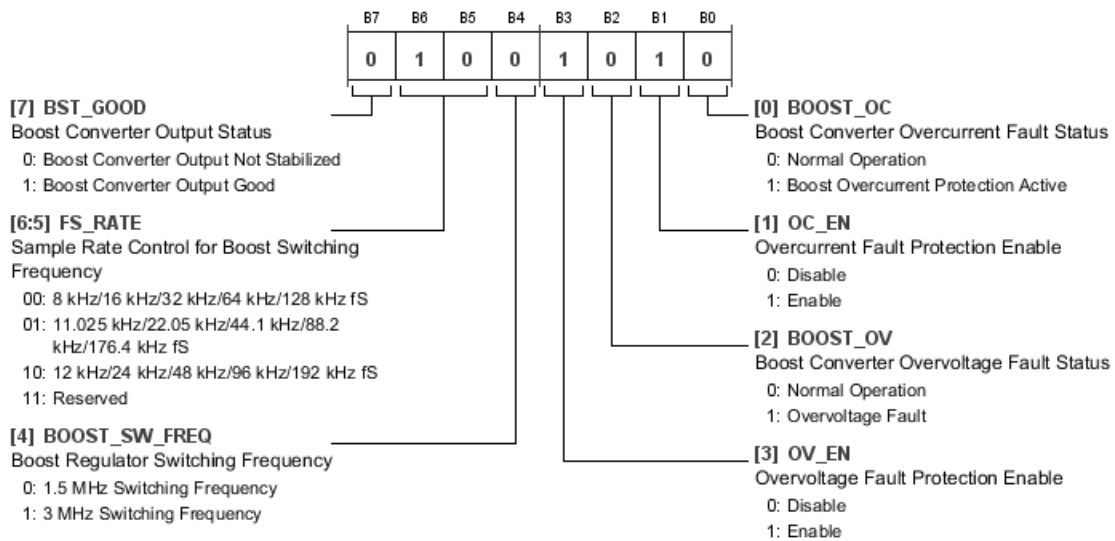 B7 B6 B5 B4 B3 B2 B1 B0
0 1 0 0 1 0 1 0
[7] BST_GOOD
Boost Converter Output Status
0: Boost Converter Output Not Stabilized
1: Boost Converter Output Good
[6:5] FS_RATE
Sample Rate Control for Boost Switching
Frequency
00: 8 kHz/16 kHz/32 kHz/64 kHz/128 kHz fS
01: 11.025 kHz/22.05 kHz/44.1 kHz/88.2
kHz/176.4 kHz fS
10: 12 kHz/24 kHz/48 kHz/96 kHz/192 kHz fS
11: Reserved
[4] BOOST_SW_FREQ
Boost Regulator Switching Frequency
0: 1.5 MHz Switching Frequency
1: 3 MHz Switching Frequency
[0] BOOST_OC
Boost Converter Overcurrent Fault Status
0: Normal Operation
1: Boost Overcurrent Protection Active
[1] OC_EN
Overcurrent Fault Protection Enable
0: Disable
1: Enable
[2] BOOST_OV
Boost Converter Overvoltage Fault Status
0: Normal Operation
1: Overvoltage Fault
[3] OV_EN
Overvoltage Fault Protection Enable
0: Disable
1: Enable